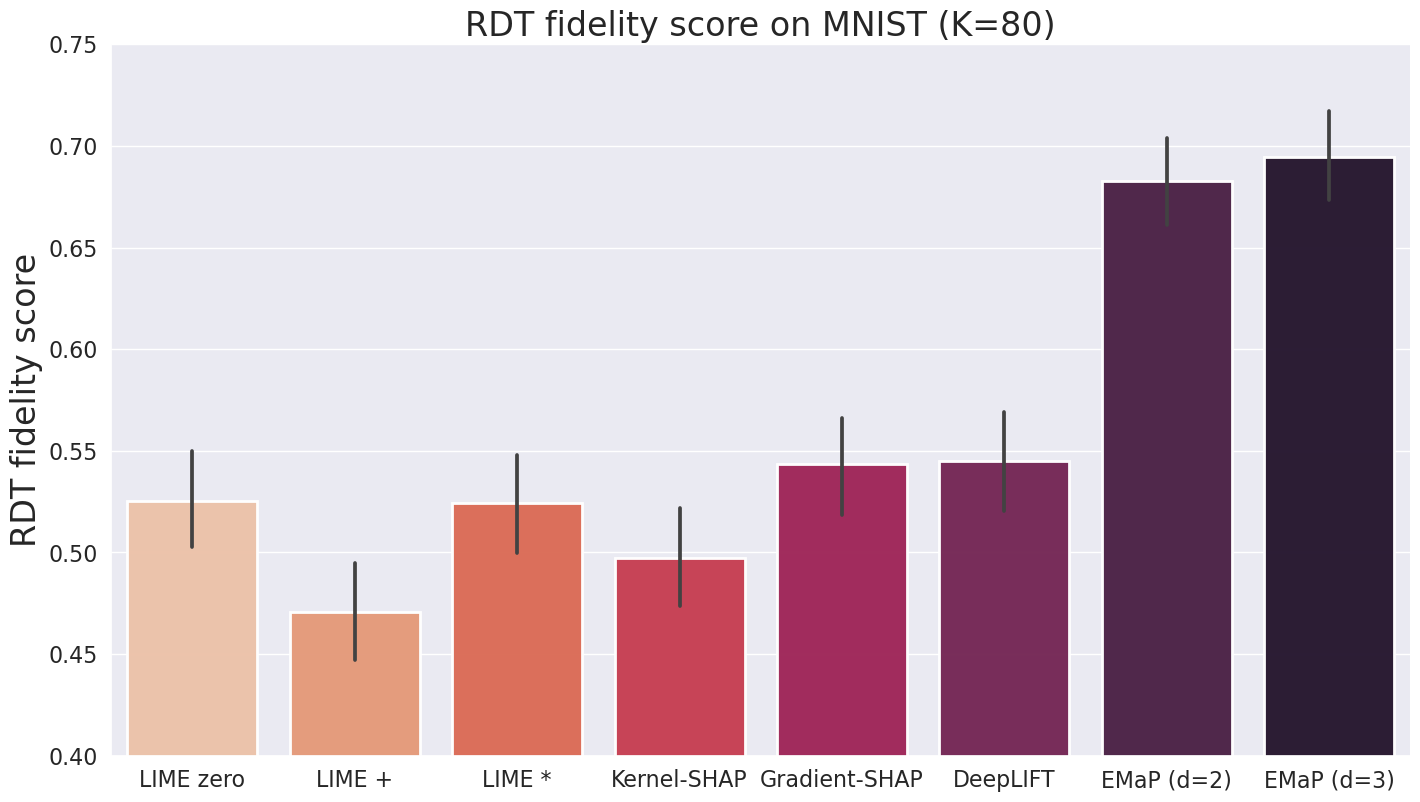 RDT fidelity score on MNIST (K=80)
RDT fidelity score
0.75
0.70
0.65
0.60
0.55
0.50
0.45
0.40
LIME zero
LIME +
LIME *
Kernel-SHAP
Gradient-SHAP
DeepLIFT
EMaP (d=2)
EMaP (d=3)